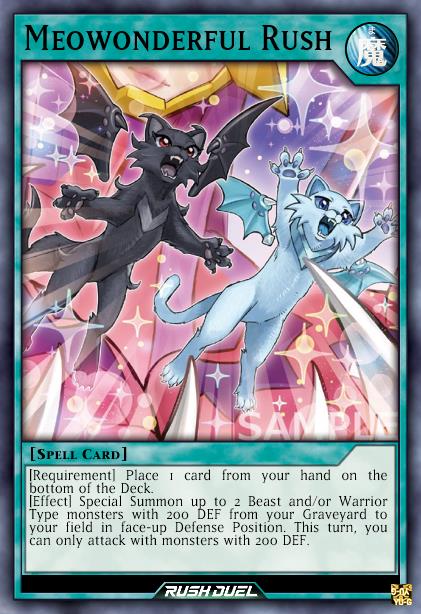 Meowonderful Rush
ま
魔
SAMPLE
[Spell Card]
[Requirement] Place 1 card from your hand on the
bottom of the Deck.
[Effect] Special Summon up to 2 Beast and/or Warrior
Type monsters with 200 DEF from your Graveyard to
your field in face-up Defense Position. This turn, you
can only attack with monsters with 200 DEF.
RUSH DUEL